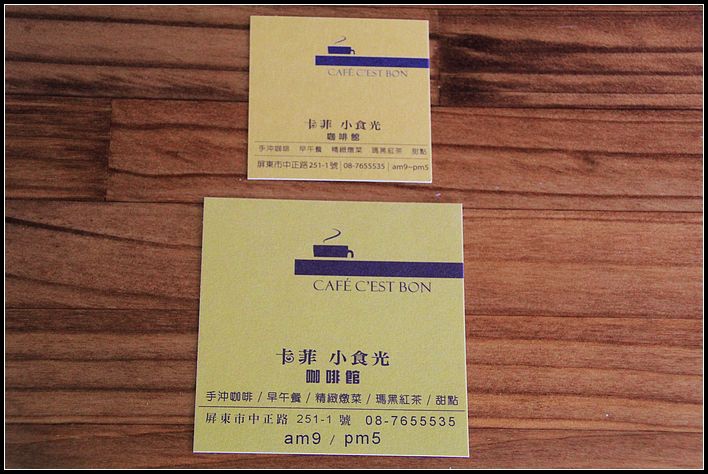 CAFÉ C'EST BON
卡菲 小食光
咖啡館
手沖咖啡 早午餐 精緻燉菜 瑪黑紅茶 甜點
屏東市中正路 251-1 號 | 08-7655535 | am9~pm5
CAFÉ C'EST BON
卡菲 小食光
咖啡館
手沖咖啡 / 早午餐 / 精緻燉菜 / 瑪黑紅茶 / 甜點
屏東市中正路 251-1 號 08-7655535
am9 / pm5